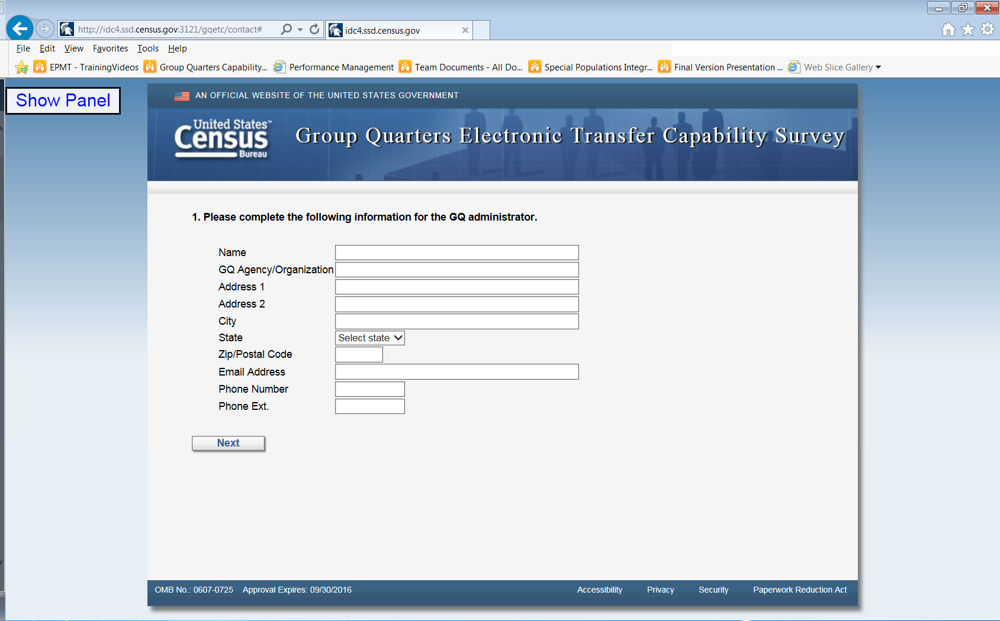 http://idc4.ssd.census.gov:3121/gqetc/contact#
idc4.ssd.census.gov
File Edit View Favorites Tools Help
EPMT - TrainingVideos Group Quarters Capability... Performance Management Team Documents - All Do... Special Populations Integr... Final Version Presentation ... Web Slice Gallery
Show Panel
AN OFFICIAL WEBSITE OF THE UNITED STATES GOVERNMENT
United States™
Census
Bureau
Group Quarters Electronic Transfer Capability Survey
1. Please complete the following information for the GQ administrator.
Name
GQ Agency/Organization
Address 1
Address 2
City
State Select state
Zip/Postal Code
Email Address
Phone Number
Phone Ext.
Next
OMB No.: 0607-0725 Approval Expires: 09/30/2016 Accessibility Privacy Security Paperwork Reduction Act